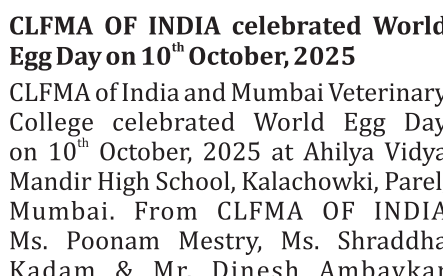 CLFMA OF INDIA celebrated World
Egg Day on 10th October, 2025
CLFMA of India and Mumbai Veterinary
College celebrated World Egg Day
on 10th October, 2025 at Ahilya Vidya
Mandir High School, Kalachowki, Parel
Mumbai. From CLFMA OF INDIA
Ms. Poonam Mestry, Ms. Shraddha
Kadam & Mr. Dinesh Ambavkar